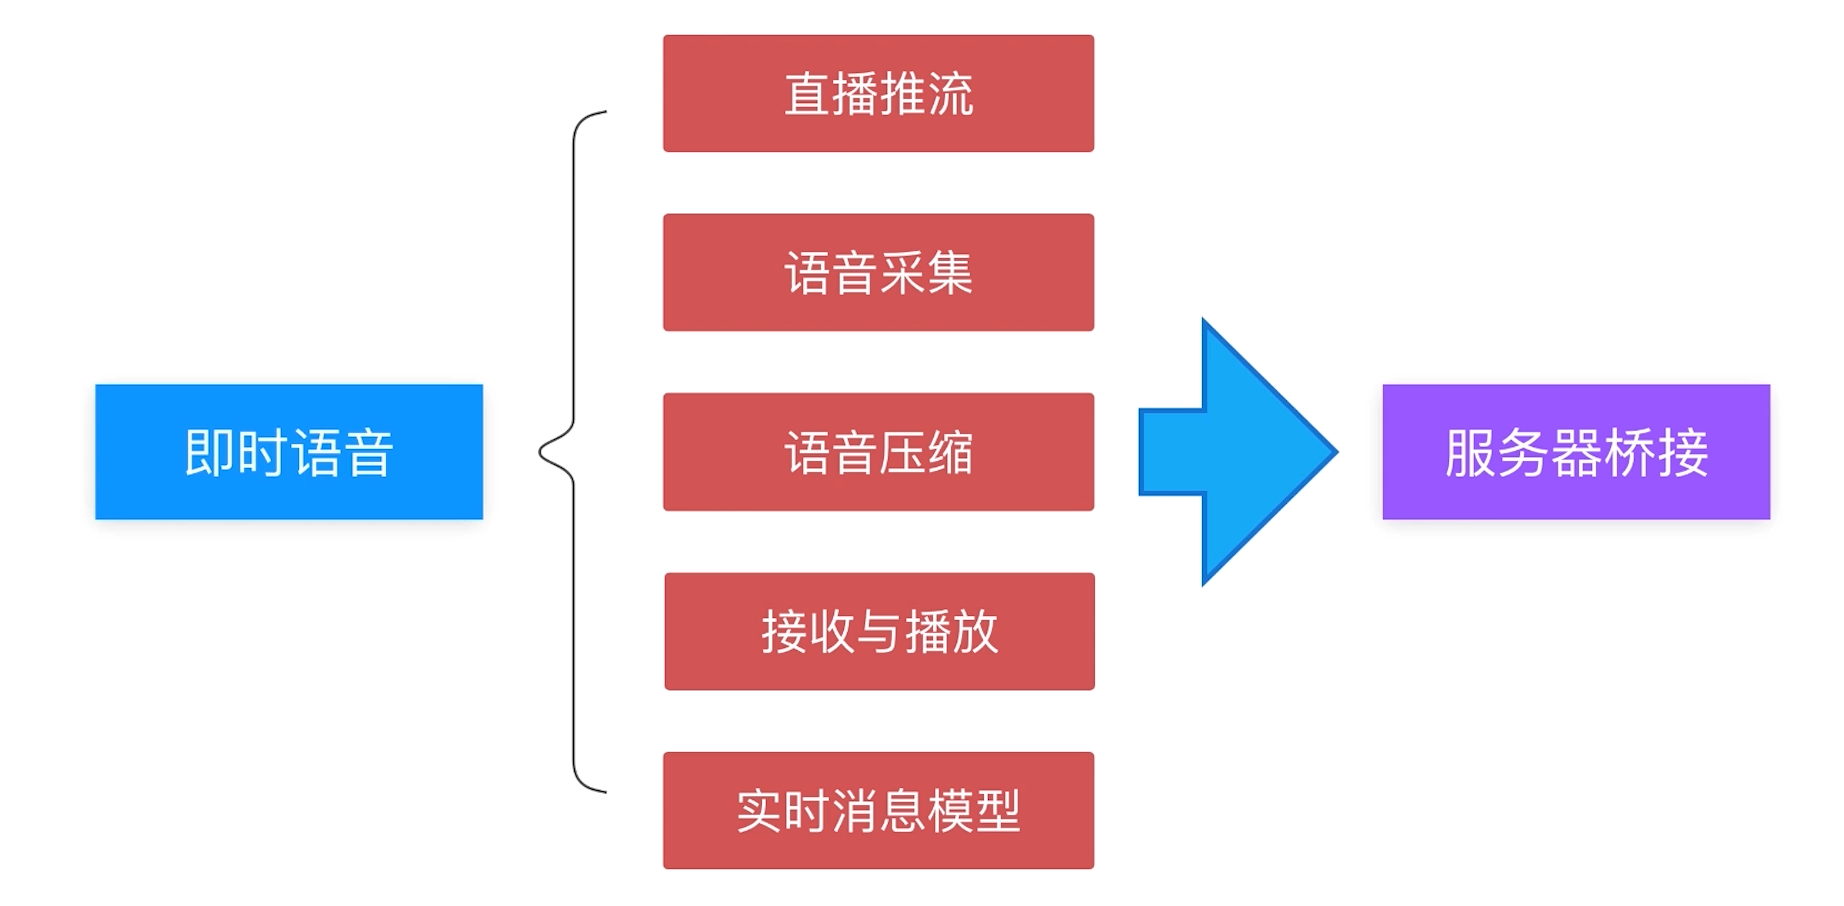 即时语音
直播推流
语音采集
语音压缩
接收与播放
实时消息模型
服务器桥接